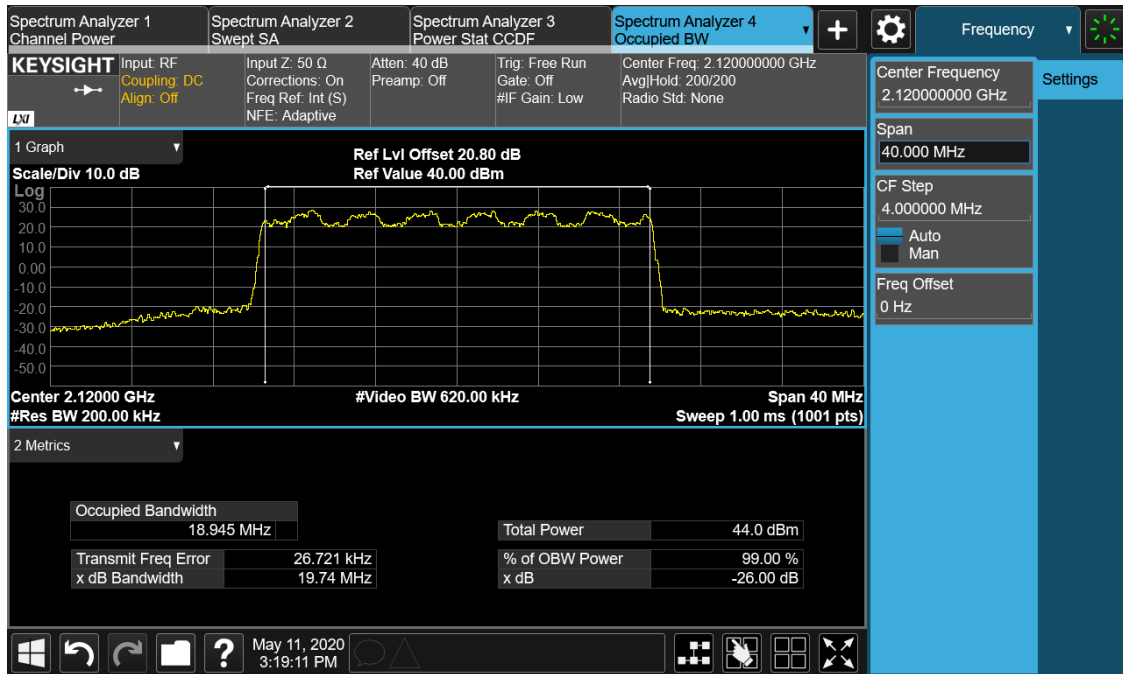 Spectrum Analyzer 1
Channel Power
Spectrum Analyzer 2
Swept SA
Spectrum Analyzer 3
Power Stat CCDF
Spectrum Analyzer 4
Occupied BW
Frequency
KEYSIGHT
LXI
Input: RF
Coupling: DC
Align: Off
Input Z: 50 Ω
Corrections: On
Freq Ref: Int (S)
NFE: Adaptive
Atten: 40 dB
Preamp: Off
Trig: Free Run
Gate: Off
#IF Gain: Low
Center Freq: 2.120000000 GHz
Avg|Hold: 200/200
Radio Std: None
Center Frequency
2.120000000 GHz
Settings
Span
40.000 MHz
CF Step
4.000000 MHz
Auto
Man
Freq Offset
0 Hz
1 Graph
Scale/Div 10.0 dB
Ref Lvl Offset 20.80 dB
Ref Value 40.00 dBm
Log
30.0
20.0
10.0
0.00
-10.0
-20.0
-30.0
-40.0
-50.0
Center 2.12000 GHz
#Res BW 200.00 kHz
#Video BW 620.00 kHz
Span 40 MHz
Sweep 1.00 ms (1001 pts)
2 Metrics
Occupied Bandwidth
18.945 MHz
Transmit Freq Error 26.721 kHz
x dB Bandwidth 19.74 MHz
Total Power 44.0 dBm
% of OBW Power 99.00 %
x dB -26.00 dB
?
May 11, 2020
3:19:11 PM